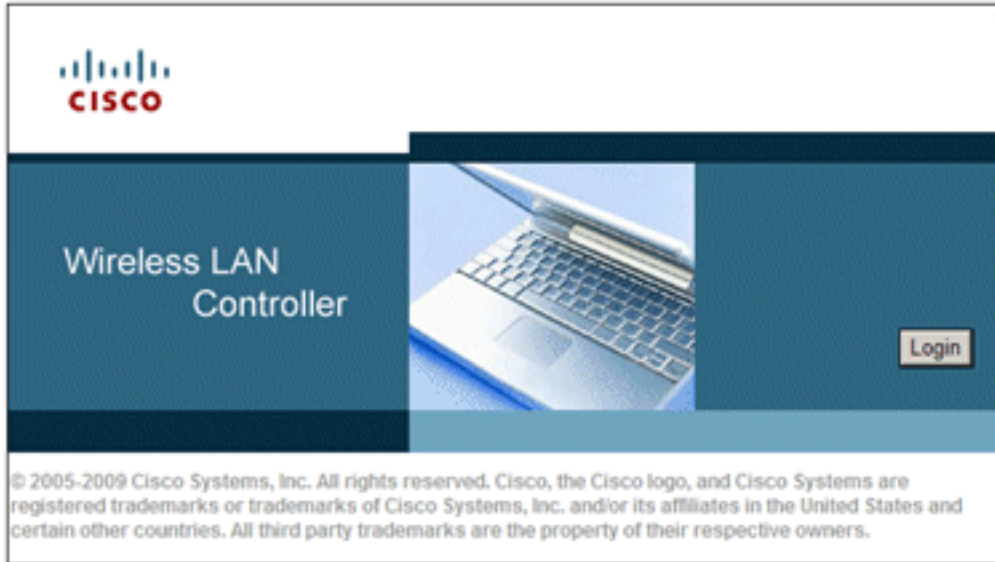 CISCO
Wireless LAN
Controller
Login
© 2005-2009 Cisco Systems, Inc. All rights reserved. Cisco, the Cisco logo, and Cisco Systems are
registered trademarks or trademarks of Cisco Systems, Inc. and/or its affiliates in the United States and
certain other countries. All third party trademarks are the property of their respective owners.